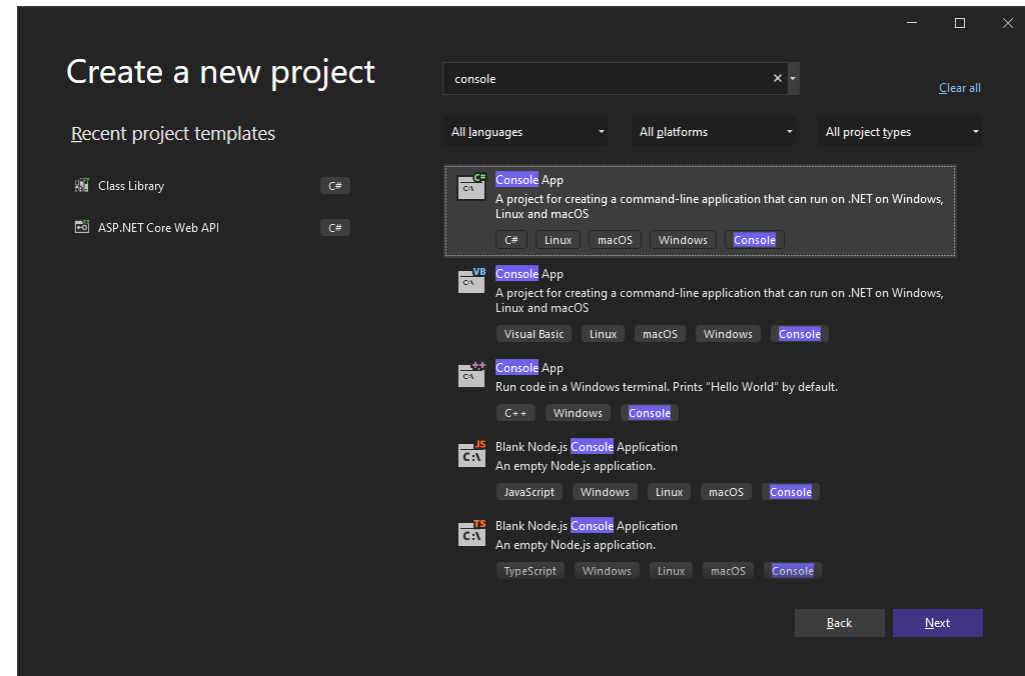 Create a new project
Recent project templates
Class Library C#
ASP.NET Core Web API C#
console
Clear all
All languages All platforms All project types
C#
C:\
Console App
A project for creating a command-line application that can run on .NET on Windows,
Linux and macOS
C# Linux macOS Windows Console
VB
C:\
Console App
A project for creating a command-line application that can run on .NET on Windows,
Linux and macOS
Visual Basic Linux macOS Windows Console
++
C:\
Console App
Run code in a Windows terminal. Prints "Hello World" by default.
C++ Windows Console
JS
C:\
Blank Node.js Console Application
An empty Node.js application.
JavaScript Windows Linux macOS Console
TS
C:\
Blank Node.js Console Application
An empty Node.js application.
TypeScript Windows Linux macOS Console
Back Next